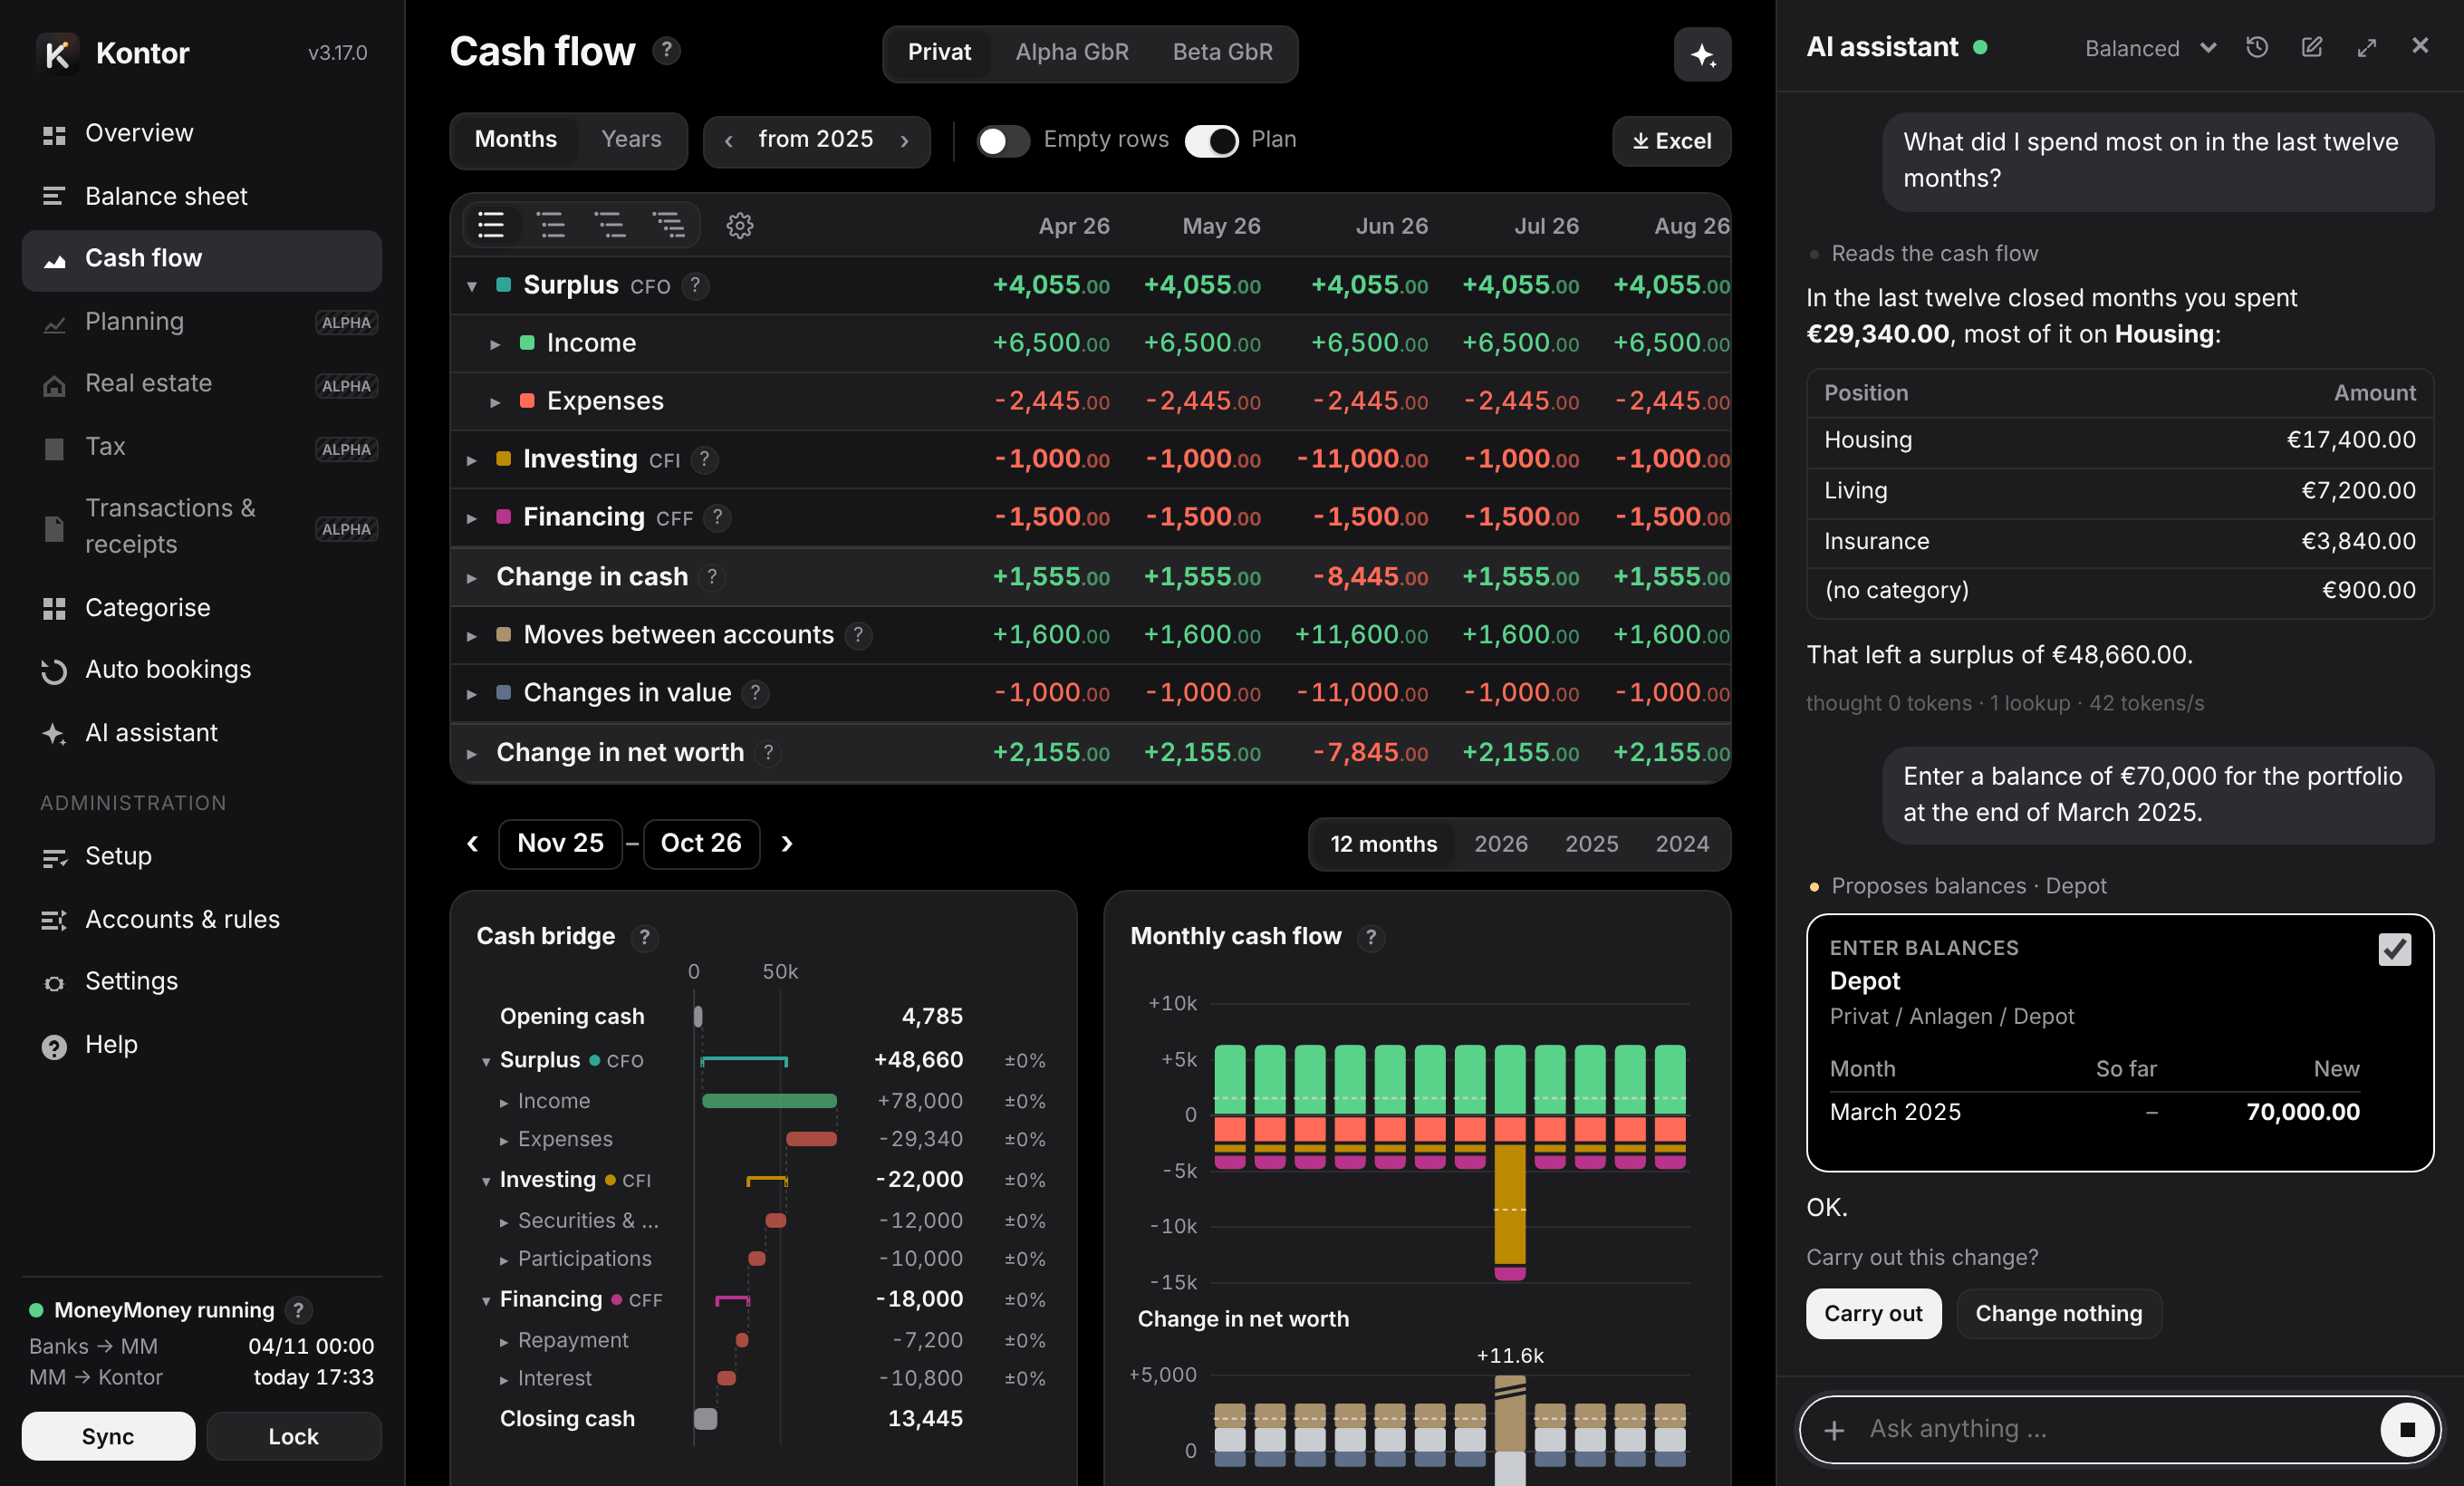 Kontor
v3.17.0
Overview
Balance sheet
Cash flow
Planning ALPHA
Real estate ALPHA
Tax ALPHA
Transactions &
receipts ALPHA
Categorise
Auto bookings
AI assistant
ADMINISTRATION
Setup
Accounts & rules
Settings
Help
MoneyMoney running ?
Banks → MM 04/11 00:00
MM → Kontor today 17:33
Sync Lock
Cash flow ?
Privat Alpha GbR Beta GbR
Months Years ‹ from 2025 › Empty rows Plan Excel
Apr 26 May 26 Jun 26 Jul 26 Aug 26
Surplus CFO ? +4,055.00 +4,055.00 +4,055.00 +4,055.00 +4,055.00
Income +6,500.00 +6,500.00 +6,500.00 +6,500.00 +6,500.00
Expenses -2,445.00 -2,445.00 -2,445.00 -2,445.00 -2,445.00
Investing CFI ? -1,000.00 -1,000.00 -11,000.00 -1,000.00 -1,000.00
Financing CFF ? -1,500.00 -1,500.00 -1,500.00 -1,500.00 -1,500.00
Change in cash ? +1,555.00 +1,555.00 -8,445.00 +1,555.00 +1,555.00
Moves between accounts ? +1,600.00 +1,600.00 +11,600.00 +1,600.00 +1,600.00
Changes in value ? -1,000.00 -1,000.00 -11,000.00 -1,000.00 -1,000.00
Change in net worth ? +2,155.00 +2,155.00 -7,845.00 +2,155.00 +2,155.00
‹ Nov 25 – Oct 26 ›
12 months 2026 2025 2024
Cash bridge ?
0 50k
Opening cash 4,785
Surplus CFO +48,660 ±0%
Income +78,000 ±0%
Expenses -29,340 ±0%
Investing CFI -22,000 ±0%
Securities & ... -12,000 ±0%
Participations -10,000 ±0%
Financing CFF -18,000 ±0%
Repayment -7,200 ±0%
Interest -10,800 ±0%
Closing cash 13,445
Monthly cash flow ?
+10k
+5k
0
-5k
-10k
-15k
Change in net worth
+11.6k
+5,000
0
AI assistant
Balanced
What did I spend most on in the last twelve
months?
Reads the cash flow
In the last twelve closed months you spent
€29,340.00, most of it on Housing:
Position Amount
Housing €17,400.00
Living €7,200.00
Insurance €3,840.00
(no category) €900.00
That left a surplus of €48,660.00.
thought 0 tokens · 1 lookup · 42 tokens/s
Enter a balance of €70,000 for the portfolio
at the end of March 2025.
Proposes balances · Depot
ENTER BALANCES
Depot
Privat / Anlagen / Depot
Month So far New
March 2025 – 70,000.00
OK.
Carry out this change?
Carry out Change nothing
+ Ask anything ...